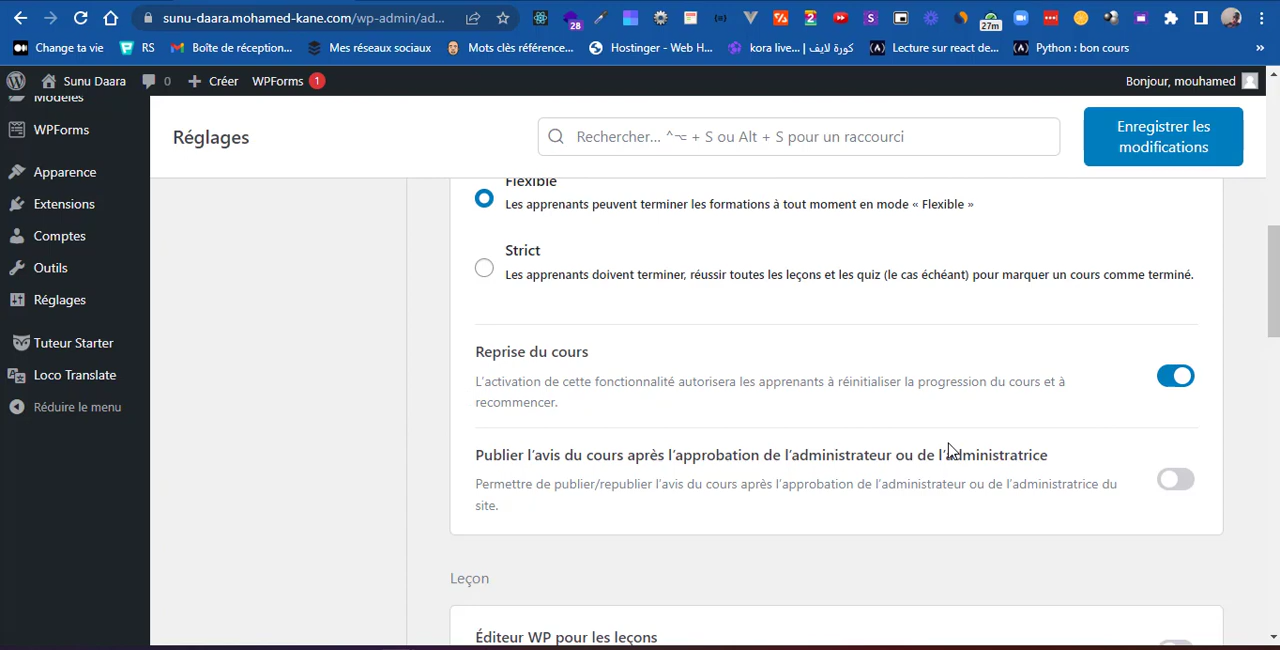 sunu-daara.mohamed-kane.com/wp-admin/ad...
28
2
27m
Change ta vie
RS
Boîte de réception...
Mes réseaux sociaux
Mots clés référence...
Hostinger - Web H...
kora live... | كورة لايف
Lecture sur react de...
Python : bon cours
»
Sunu Daara
0
Créer
WPForms
1
Bonjour, mouhamed
Modèles
WPForms
Apparence
Extensions
Comptes
Outils
Réglages
Tuteur Starter
Loco Translate
Réduire le menu
Réglages
Rechercher... ^⌥ + S ou Alt + S pour un raccourci
Enregistrer les
modifications
Flexible
Les apprenants peuvent terminer les formations à tout moment en mode « Flexible »
Strict
Les apprenants doivent terminer, réussir toutes les leçons et les quiz (le cas échéant) pour marquer un cours comme terminé.
Reprise du cours
L'activation de cette fonctionnalité autorisera les apprenants à réinitialiser la progression du cours et à
recommencer.
Publier l'avis du cours après l'approbation de l'administrateur ou de l'administratrice
Permettre de publier/republier l'avis du cours après l'approbation de l'administrateur ou de l'administratrice du
site.
Leçon
Éditeur WP pour les leçons